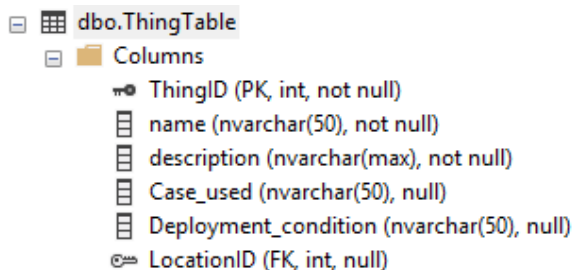 dbo.ThingTable
Columns
ThingID (PK, int, not null)
name (nvarchar(50), not null)
description (nvarchar(max), not null)
Case_used (nvarchar(50), null)
Deployment_condition (nvarchar(50), null)
LocationID (FK, int, null)